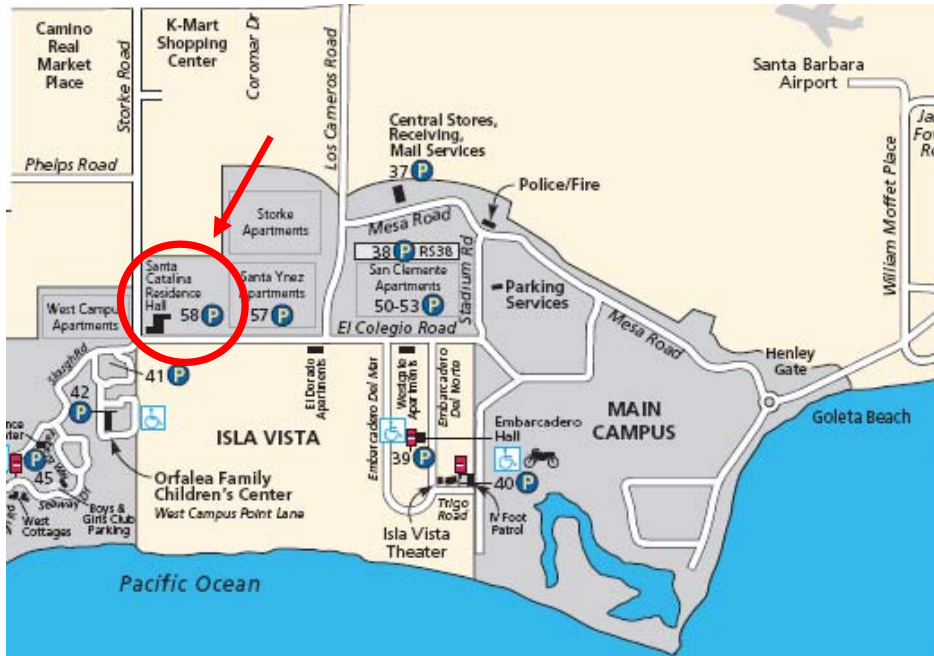 Camino
Real
Market
Place
Storke Road
K-Mart
Shopping
Center
Coromar Dr
Los Carneros Road
Santa Barbara
Airport
William Moffet Place
Phelps Road
Central Stores,
Receiving,
Mail Services
37 P
Police/Fire
Mesa Road
Storke
Apartments
38 P RS38
San Clemente
Apartments
50-53 P
Stadium Rd
Parking
Services
Mesa Road
Santa
Catalina
Residence
Hall
58 P
Santa Ynez
Apartments
57 P
West Campus
Apartments
El Colegio Road
Henley
Gate
Goleta Beach
Slough Rd
41 P
42
P
El Dorado
Apartments
Embarcadero Del Mar
Westgate
Apartments
Embarcadero
Del Norte
ISLA VISTA
MAIN
CAMPUS
Embarcadero
Hall
39 P
40 P
P
45
Orfalea Family
Children's Center
West Campus Point Lane
Seaway Dr
Boys &
Girls Club
Parking
West
Cottages
Isla Vista
Theater
Trigo
Road
IV Foot
Patrol
Pacific Ocean